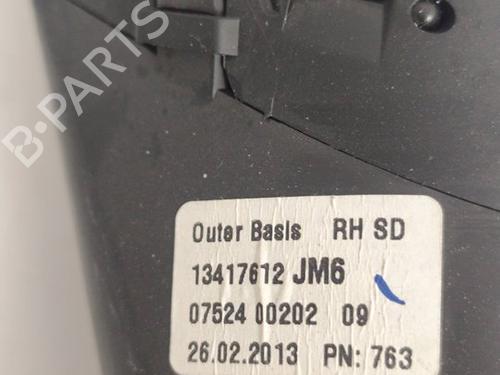 B-PARTS
Outer Basis RH SD
13417612 JM6
07524 00202 09
26.02.2013 PN: 763